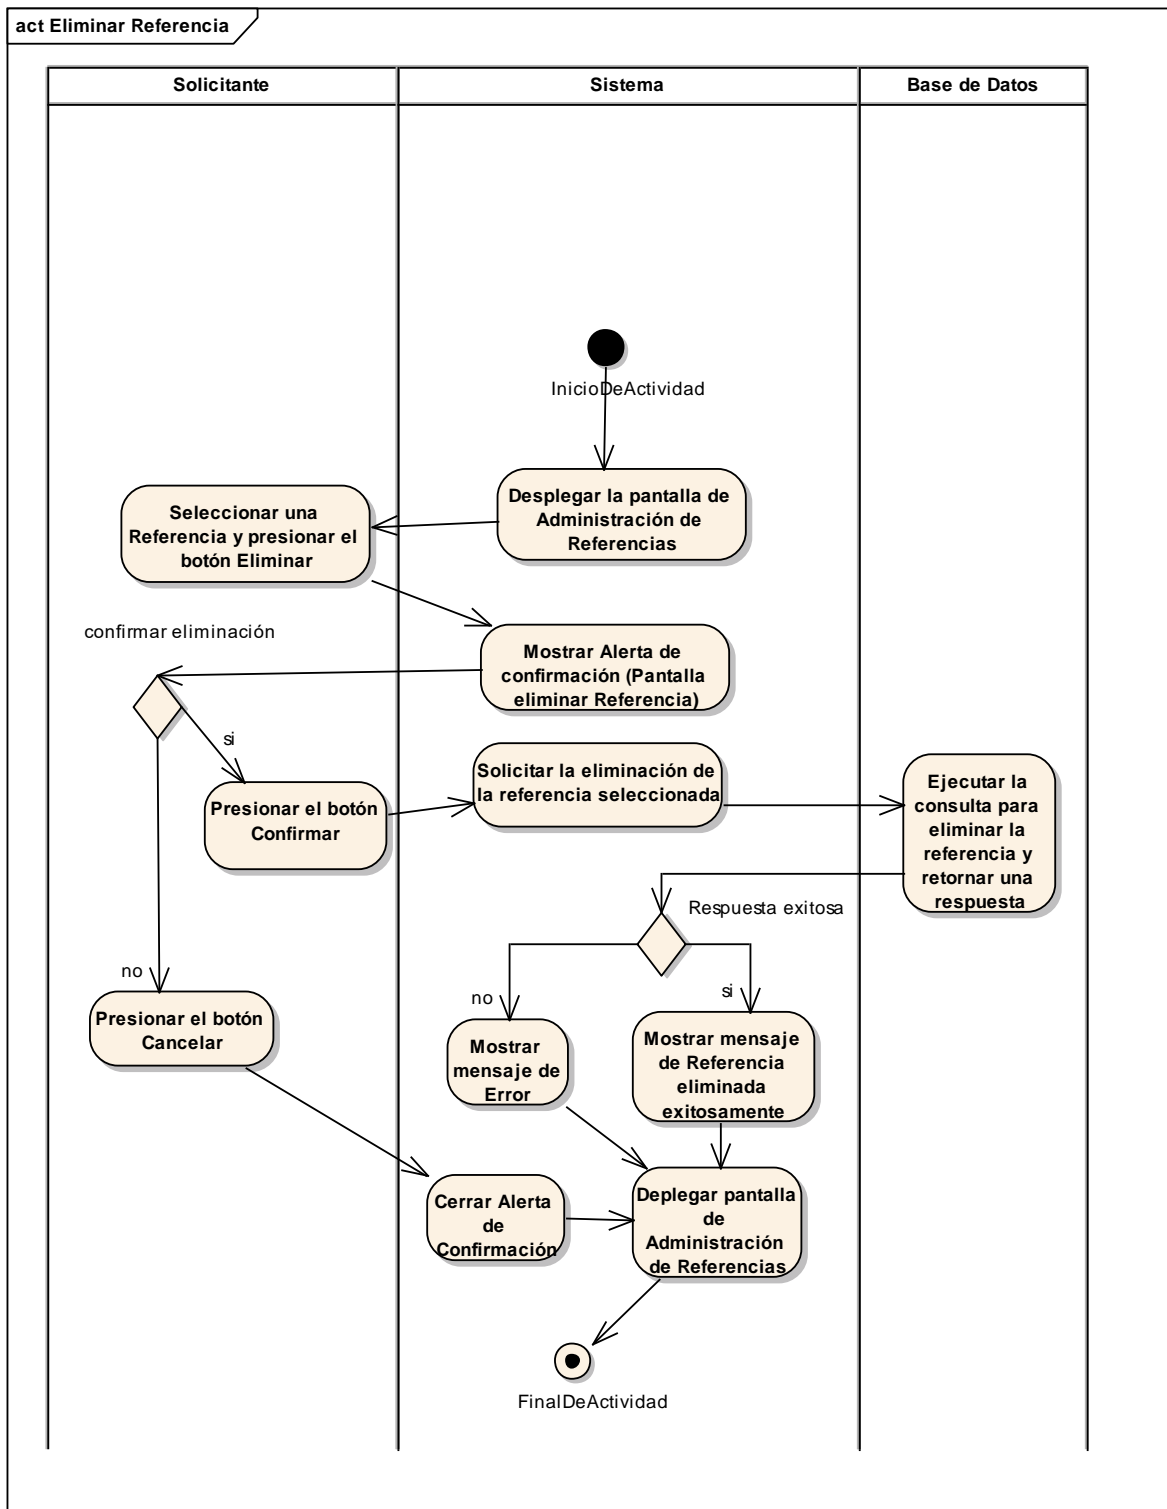 act Eliminar Referencia
Solicitante
Sistema
Base de Datos
InicioDeActividad
Desplegar la pantalla de
Administración de
Referencias
Seleccionar una
Referencia y presionar el
botón Eliminar
confirmar eliminación
Mostrar Alerta de
confirmación (Pantalla
eliminar Referencia)
si
Presionar el botón
Confirmar
Solicitar la eliminación de
la referencia seleccionada
Ejecutar la
consulta para
eliminar la
referencia y
retornar una
respuesta
Respuesta exitosa
no
Presionar el botón
Cancelar
no
si
Mostrar
mensaje de
Error
Mostrar mensaje
de Referencia
eliminada
exitosamente
Cerrar Alerta
de
Confirmación
Deplegar pantalla
de
Administración
de Referencias
FinalDeActividad